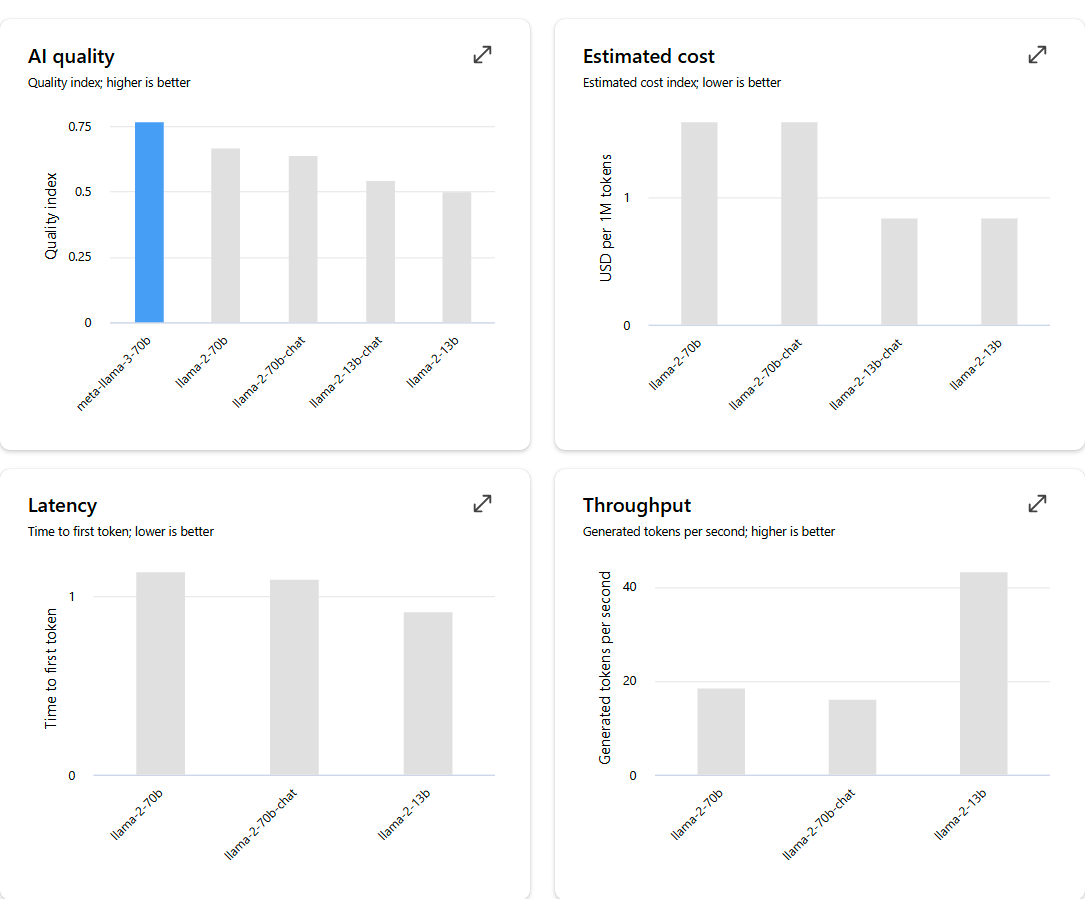 AI quality
Quality index; higher is better
Quality index
0.75
0.5
0.25
0
meta-llama-3-70b
llama-2-70b
llama-2-70b-chat
llama-2-13b-chat
llama-2-13b
Estimated cost
Estimated cost index; lower is better
USD per 1M tokens
1
0
llama-2-70b
llama-2-70b-chat
llama-2-13b-chat
llama-2-13b
Latency
Time to first token; lower is better
Time to first token
1
0
llama-2-70b
llama-2-70b-chat
llama-2-13b
Throughput
Generated tokens per second; higher is better
Generated tokens per second
40
20
0
llama-2-70b
llama-2-70b-chat
llama-2-13b